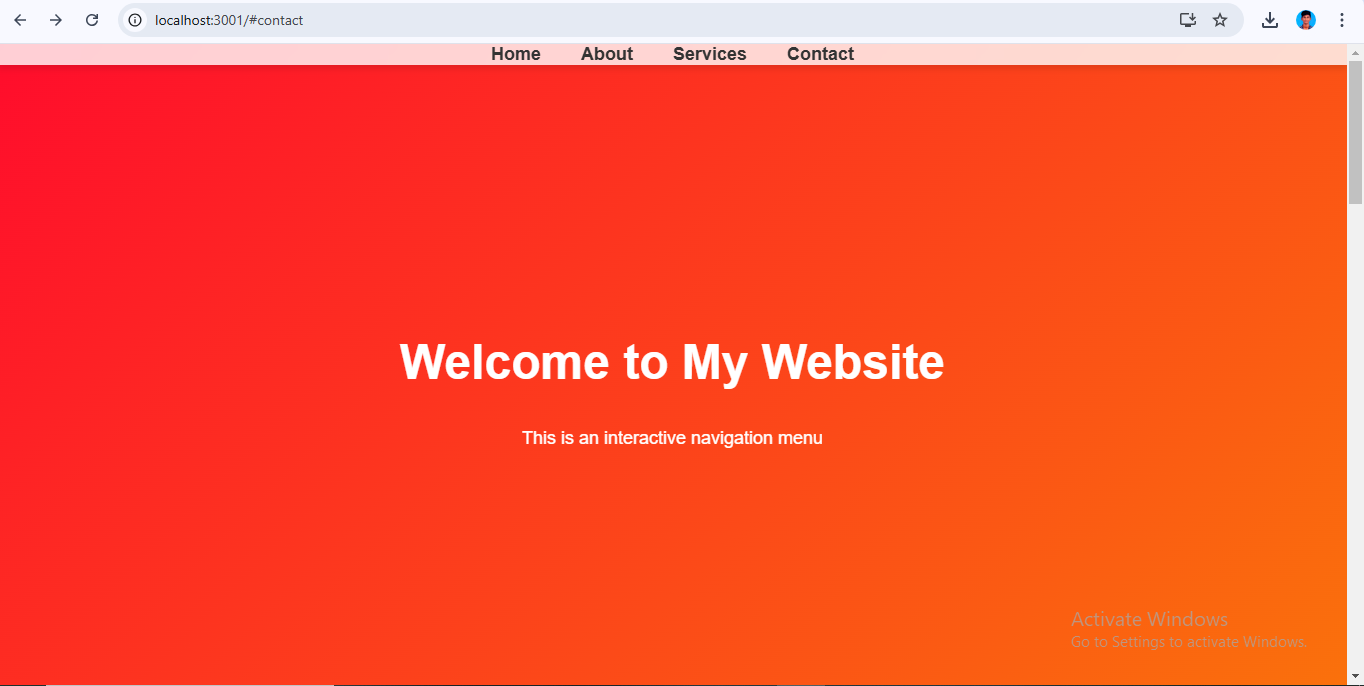 localhost:3001/#contact
Home About Services Contact
Welcome to My Website
This is an interactive navigation menu
Activate Windows
Go to Settings to activate Windows.